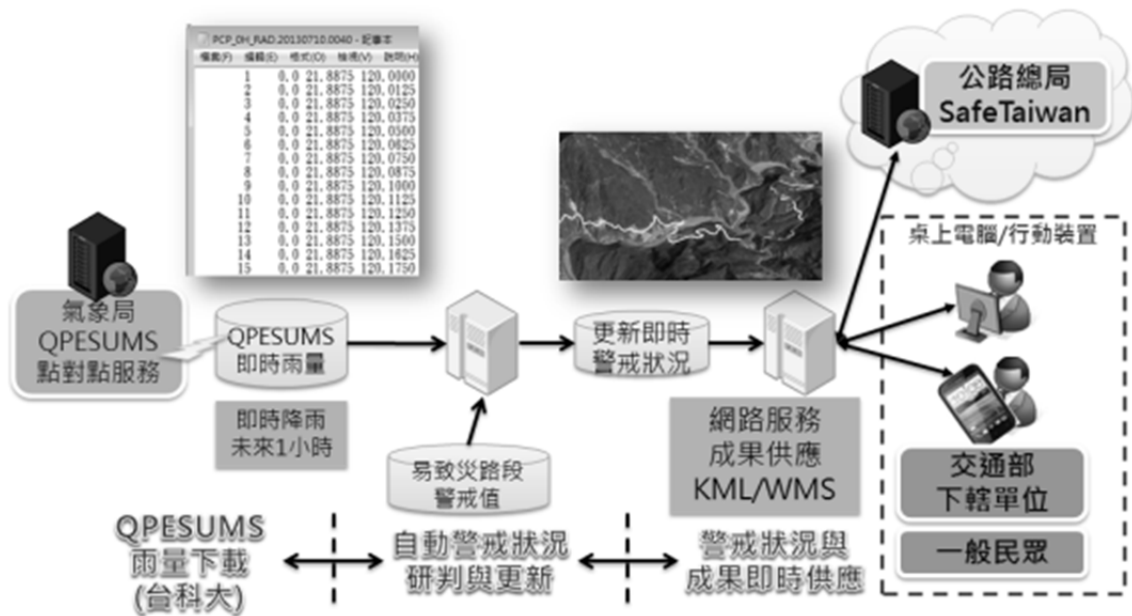 PCP_0H_RAD.20130710.0040 - 記事本
檔案(F) 編輯(E) 格式(O) 檢視(V) 說明(H)
1 0.0 21.8875 120.0000
2 0.0 21.8875 120.0125
3 0.0 21.8875 120.0250
4 0.0 21.8875 120.0375
5 0.0 21.8875 120.0500
6 0.0 21.8875 120.0625
7 0.0 21.8875 120.0750
8 0.0 21.8875 120.0875
9 0.0 21.8875 120.1000
10 0.0 21.8875 120.1125
11 0.0 21.8875 120.1250
12 0.0 21.8875 120.1375
13 0.0 21.8875 120.1500
14 0.0 21.8875 120.1625
15 0.0 21.8875 120.1750
公路總局
SafeTaiwan
氣象局
QPESUMS
點對點服務
QPESUMS
即時雨量
即時降雨
未來1小時
易致災路段
警戒值
更新即時
警戒狀況
網路服務
成果供應
KML/WMS
桌上電腦/行動裝置
交通部
下轄單位
一般民眾
QPESUMS
雨量下載
(台科大)
自動警戒狀況
研判與更新
警戒狀況與
成果即時供應